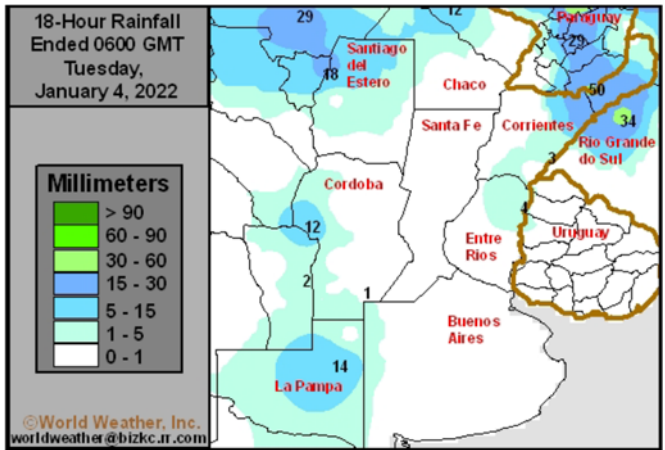 18-Hour Rainfall
Ended 0600 GMT
Tuesday,
January 4, 2022
Millimeters
> 90
60 - 90
30 - 60
15 - 30
5 - 15
1 - 5
0 - 1
©World Weather, Inc.
worldweather@bizkc.rr.com
29
12
Paraguay
29
Santiago
del
Estero
18
Chaco
50
Santa Fe
Corrientes
34
Rio Grande
do Sul
3
Cordoba
4
12
Entre
Rios
Uruguay
2
1
Buenos
Aires
14
La Pampa